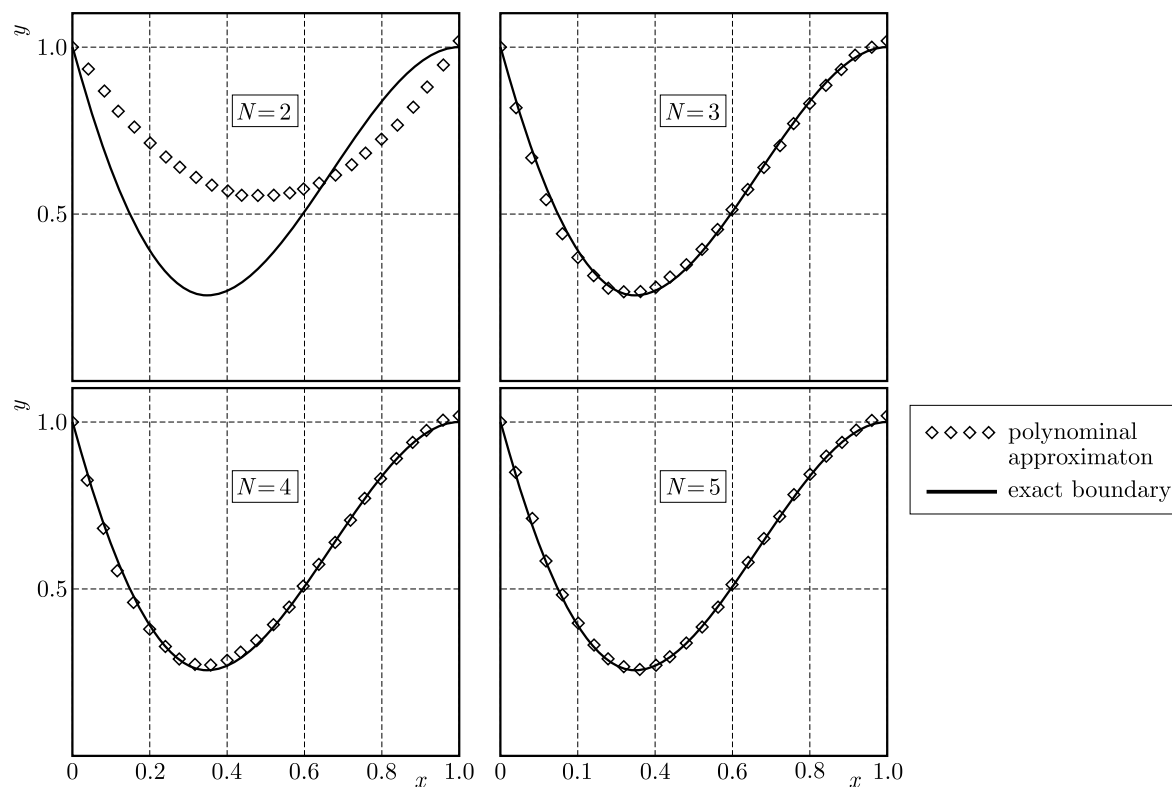 y
1.0
0.5
N=2
N=3
y
1.0
0.5
N=4
N=5
0 0.2 0.4 0.6 0.8 x 1.0
0 0.1 0.4 0.6 0.8 x 1.0
polynominal
approximaton
exact boundary